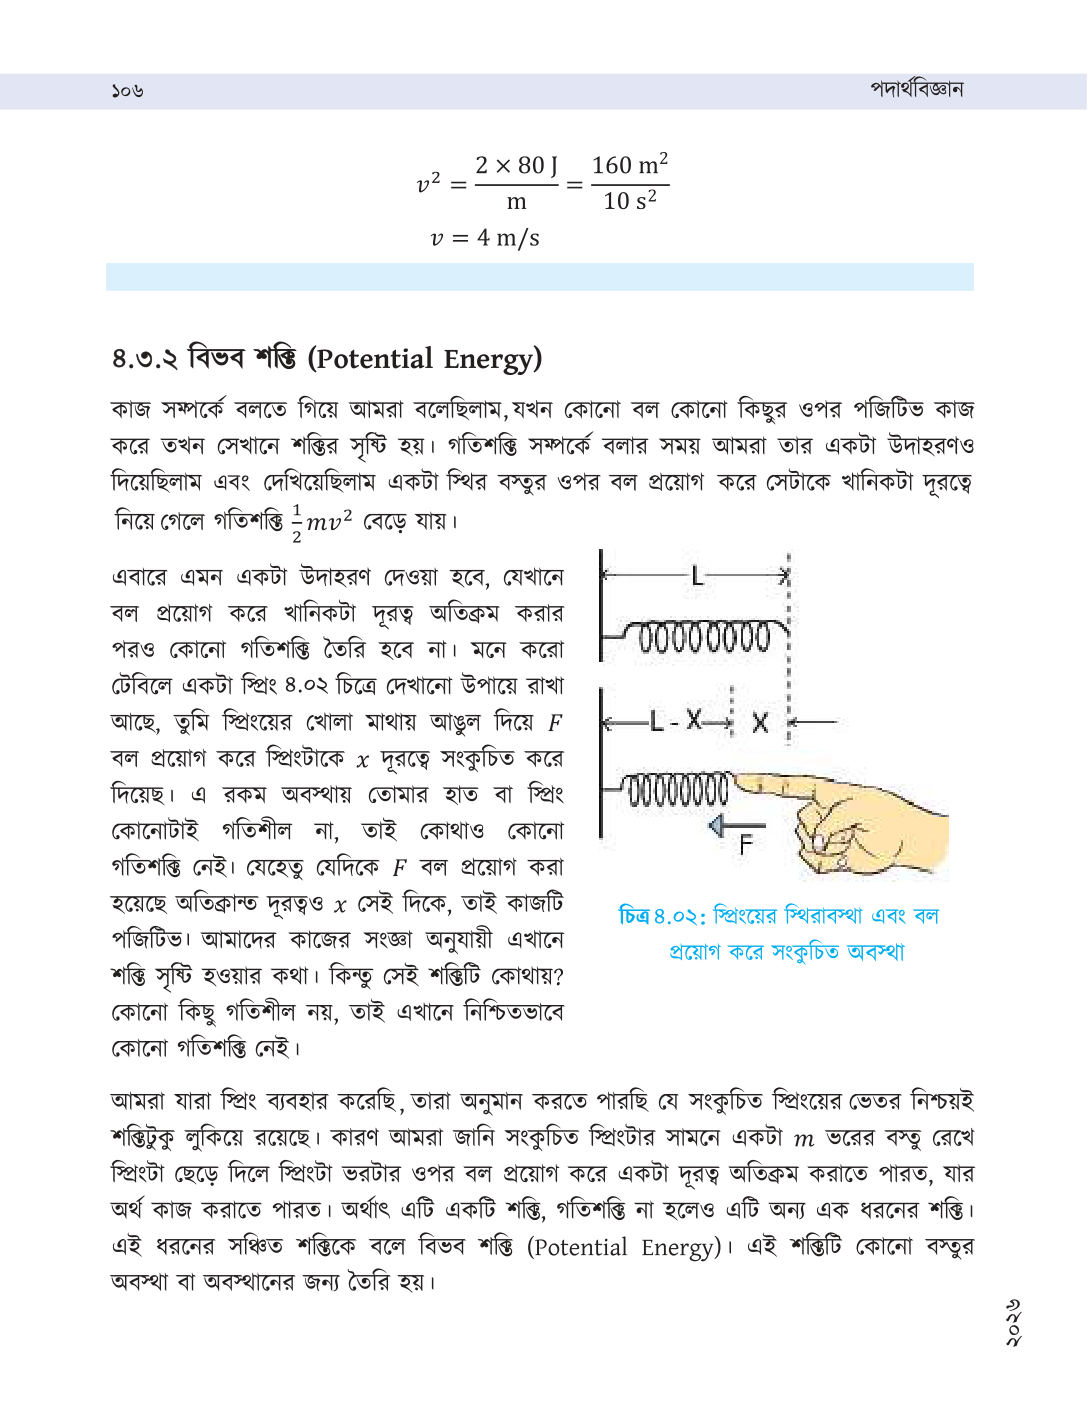 ১০৬
পদার্থবিজ্ঞান
v² = 2 × 80 J / m = 160 m² / 10 s²
v = 4 m/s
৪.৩.২ বিভব শক্তি (Potential Energy)
কাজ সম্পর্কে বলতে গিয়ে আমরা বলেছিলাম, যখন কোনো বল কোনো কিছুর ওপর পজিটিভ কাজ
করে তখন সেখানে শক্তির সৃষ্টি হয়। গতিশক্তি সম্পর্কে বলার সময় আমরা তার একটা উদাহরণও
দিয়েছিলাম এবং দেখিয়েছিলাম একটা স্থির বস্তুর ওপর বল প্রয়োগ করে সেটাকে খানিকটা দূরত্বে
নিয়ে গেলে গতিশক্তি ½mv² বেড়ে যায়।
এবারে এমন একটা উদাহরণ দেওয়া হবে, যেখানে
বল প্রয়োগ করে খানিকটা দূরত্ব অতিক্রম করার
পরও কোনো গতিশক্তি তৈরি হবে না। মনে করো
টেবিলে একটা স্প্রিং ৪.০২ চিত্রে দেখানো উপায়ে রাখা
আছে, তুমি স্প্রিংয়ের খোলা মাথায় আঙুল দিয়ে F
বল প্রয়োগ করে স্প্রিংটাকে x দূরত্বে সংকুচিত করে
দিয়েছ। এ রকম অবস্থায় তোমার হাত বা স্প্রিং
কোনোটাই গতিশীল না, তাই কোথাও কোনো
গতিশক্তি নেই। যেহেতু যেদিকে F বল প্রয়োগ করা
হয়েছে অতিক্রান্ত দূরত্বও x সেই দিকে, তাই কাজটি
পজিটিভ। আমাদের কাজের সংজ্ঞা অনুযায়ী এখানে
শক্তি সৃষ্টি হওয়ার কথা। কিন্তু সেই শক্তিটি কোথায়?
কোনো কিছু গতিশীল নয়, তাই এখানে নিশ্চিতভাবে
কোনো গতিশক্তি নেই।
L
L - X
X
F
চিত্র ৪.০২: স্প্রিংয়ের স্থিরাবস্থা এবং বল
প্রয়োগ করে সংকুচিত অবস্থা
আমরা যারা স্প্রিং ব্যবহার করেছি, তারা অনুমান করতে পারছি যে সংকুচিত স্প্রিংয়ের ভেতর নিশ্চয়ই
শক্তিটুকু লুকিয়ে রয়েছে। কারণ আমরা জানি সংকুচিত স্প্রিংটার সামনে একটা m ভরের বস্তু রেখে
স্প্রিংটা ছেড়ে দিলে স্প্রিংটা ভরটার ওপর বল প্রয়োগ করে একটা দূরত্ব অতিক্রম করাতে পারত, যার
অর্থ কাজ করাতে পারত। অর্থাৎ এটি একটি শক্তি, গতিশক্তি না হলেও এটি অন্য এক ধরনের শক্তি।
এই ধরনের সঞ্চিত শক্তিকে বলে বিভব শক্তি (Potential Energy)। এই শক্তিটি কোনো বস্তুর
অবস্থা বা অবস্থানের জন্য তৈরি হয়।
২০২৬